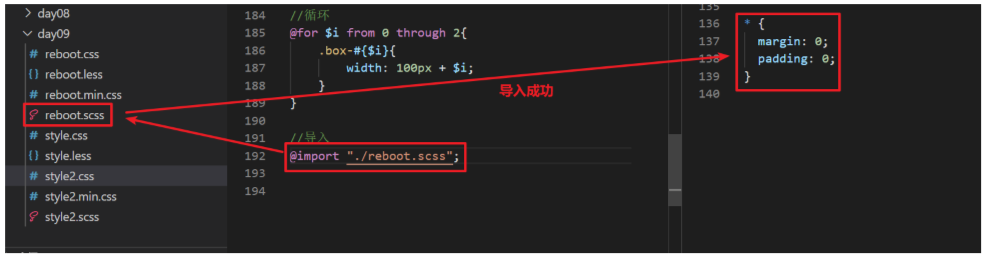 day08
day09
# reboot.css
{} reboot.less
# reboot.min.css
reboot.scss
# style.css
{} style.less
# style2.css
# style2.min.css
style2.scss
184 //循环
185 @for $i from 0 through 2{
186 .box-#{$i}{
187 width: 100px + $i;
188 }
189 }
190
191 //导入
192 @import "./reboot.scss";
193
194
导入成功
135
136 * {
137 margin: 0;
138 padding: 0;
139 }
140